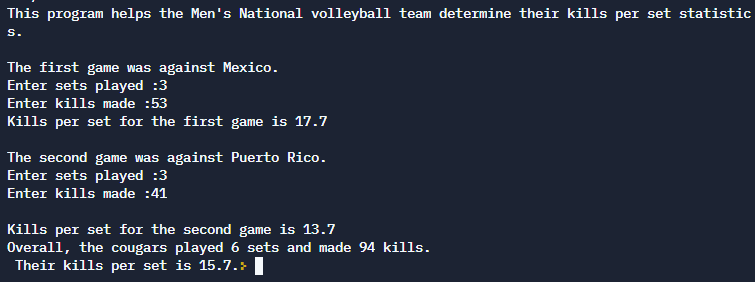 This program helps the Men's National volleyball team determine their kills per set statistic
s.
The first game was against Mexico.
Enter sets played :3
Enter kills made :53
Kills per set for the first game is 17.7
The second game was against Puerto Rico.
Enter sets played :3
Enter kills made :41
Kills per set for the second game is 13.7
Overall, the cougars played 6 sets and made 94 kills.
Their kills per set is 15.7.>